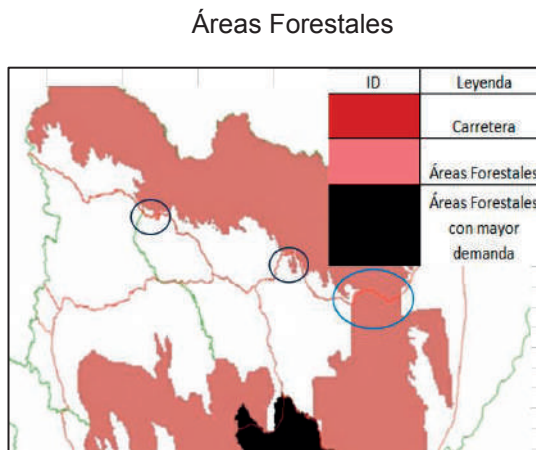 Áreas Forestales
ID Leyenda
Carretera
Áreas Forestales
Áreas Forestales
con mayor
demanda